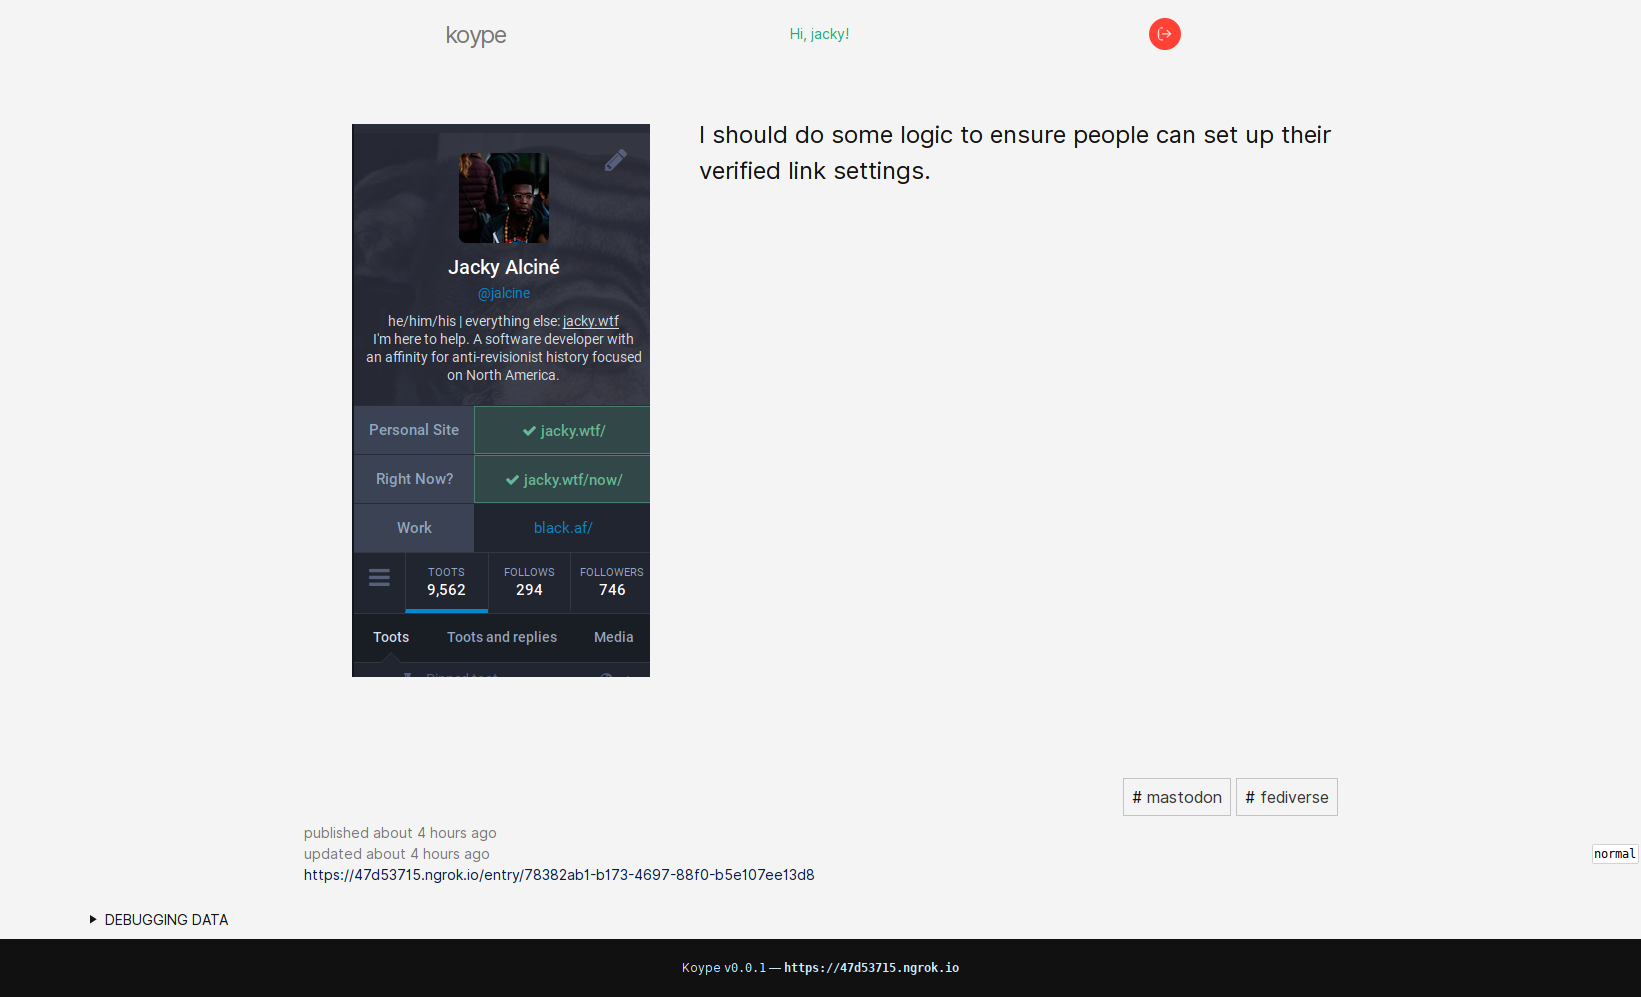 koype
Hi, jacky!
I should do some logic to ensure people can set up their
verified link settings.
Jacky Alciné
@jalcine
he/him/his | everything else: jacky.wtf
I'm here to help. A software developer with
an affinity for anti-revisionist history focused
on North America.
Personal Site
jacky.wtf/
Right Now?
jacky.wtf/now/
Work
black.af/
TOOTS FOLLOWS FOLLOWERS
9,562 294 746
Toots Toots and replies Media
Pinned toot
# mastodon # fediverse
published about 4 hours ago
updated about 4 hours ago
normal
https://47d53715.ngrok.io/entry/78382ab1-b173-4697-88f0-b5e107ee13d8
DEBUGGING DATA
Koype v0.0.1 — https://47d53715.ngrok.io